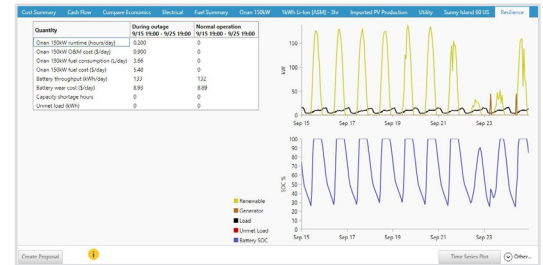 Cost Summary Cash Flow Compare Economics Electrical Fuel Summary Onan 150kW 1kWh Li-Ion [ASM] - 3hr Imported PV Production Utility Sunny Island 60 US Resilience
Quantity During outage 9/15 19:00 - 9/25 19:00 Normal operation 9/15 19:00 - 9/25 19:00
Onan 150kW runtime (hours/day) 0.200 0
Onan 150kW O&M cost ($/day) 0.900 0
Onan 150kW fuel consumption (L/day) 3.66 0
Onan 150kW fuel cost ($/day) 5.48 0
Battery throughput (kWh/day) 133 132
Battery wear cost ($/day) 8.93 8.89
Capacity shortage hours 0 0
Unmet load (kWh) 0 0
kW
150
100
50
0
Sep 15 Sep 17 Sep 19 Sep 21 Sep 23
SOC %
100
90
80
70
60
50
40
30
20
10
0
Sep 15 Sep 17 Sep 19 Sep 21 Sep 23
Renewable
Generator
Load
Unmet Load
Battery SOC
Create Proposal i Time Series Plot Other...